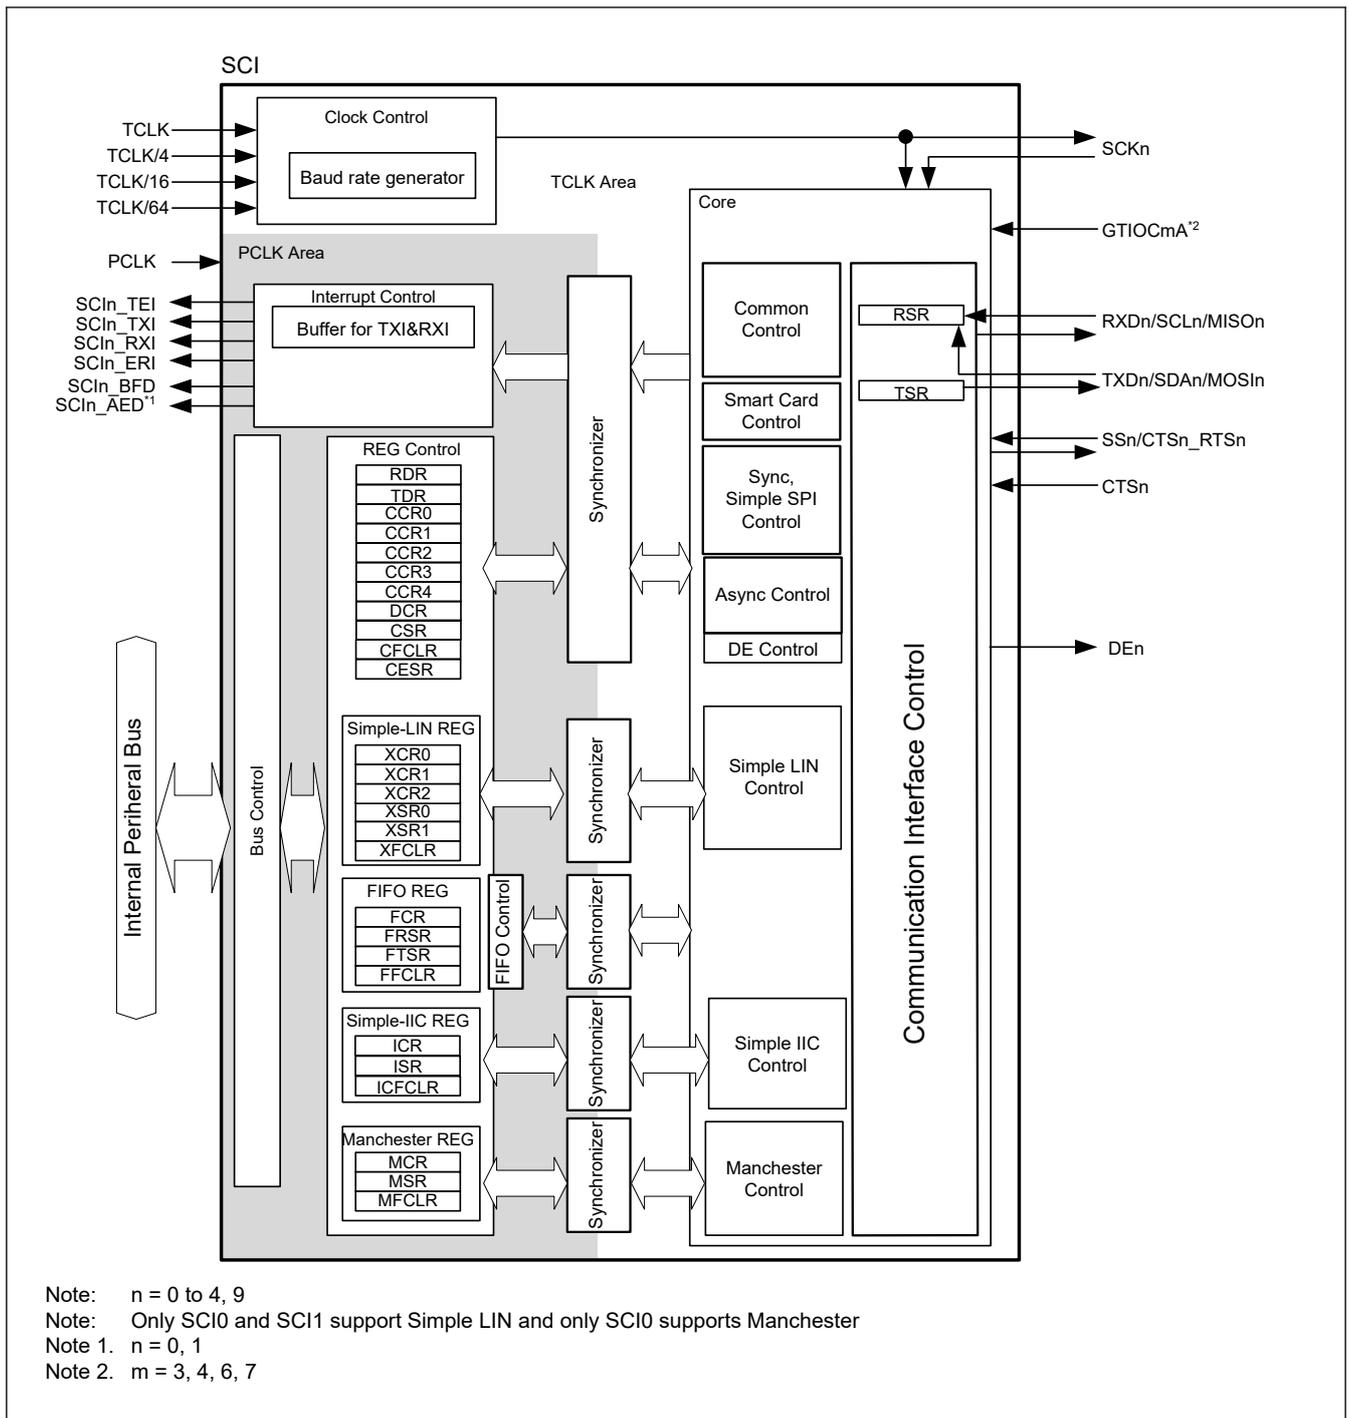 SCI
TCLK
TCLK/4
TCLK/16
TCLK/64
Clock Control
Baud rate generator
TCLK Area
SCKn
Core
GTIOCmA*2
PCLK
PCLK Area
SCIn_TEI
SCIn_TXI
SCIn_RXI
SCIn_ERI
SCIn_BFD
SCIn_AED*1
Interrupt Control
Buffer for TXI&RXI
Synchronizer
Common
Control
Smart Card
Control
Sync,
Simple SPI
Control
Async Control
DE Control
RSR
TSR
RXDn/SCLn/MISOn
TXDn/SDAn/MOSIn
SSn/CTSn_RTSn
CTSn
DEn
REG Control
RDR
TDR
CCR0
CCR1
CCR2
CCR3
CCR4
DCR
CSR
CFCLR
CESR
Internal Periheral Bus
Bus Control
Simple-LIN REG
XCR0
XCR1
XCR2
XSR0
XSR1
XFCLR
Synchronizer
Simple LIN
Control
Communication Interface Control
FIFO REG
FCR
FRSR
FTSR
FFCLR
FIFO Control
Synchronizer
Simple-IIC REG
ICR
ISR
ICFCLR
Synchronizer
Simple IIC
Control
Manchester REG
MCR
MSR
MFCLR
Synchronizer
Manchester
Control
Note: n = 0 to 4, 9
Note: Only SCI0 and SCI1 support Simple LIN and only SCI0 supports Manchester
Note 1. n = 0, 1
Note 2. m = 3, 4, 6, 7